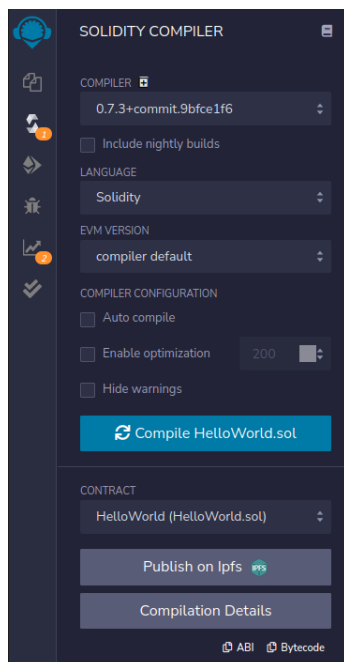 SOLIDITY COMPILER
COMPILER
0.7.3+commit.9bfce1f6
Include nightly builds
LANGUAGE
Solidity
EVM VERSION
compiler default
COMPILER CONFIGURATION
Auto compile
Enable optimization 200
Hide warnings
Compile HelloWorld.sol
CONTRACT
HelloWorld (HelloWorld.sol)
Publish on Ipfs IPFS
Compilation Details
ABI Bytecode
1
2